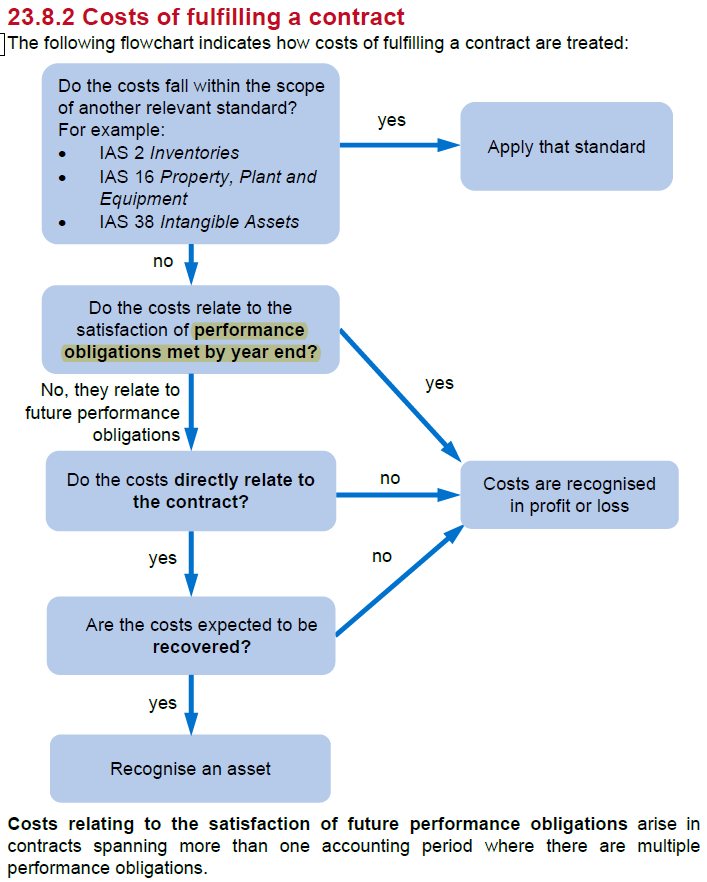 23.8.2 Costs of fulfilling a contract
The following flowchart indicates how costs of fulfilling a contract are treated:
Do the costs fall within the scope
of another relevant standard?
For example:
• IAS 2 Inventories
• IAS 16 Property, Plant and
Equipment
• IAS 38 Intangible Assets
yes
Apply that standard
no
Do the costs relate to the
satisfaction of performance
obligations met by year end?
yes
No, they relate to
future performance
obligations
Do the costs directly relate to
the contract?
no
Costs are recognised
in profit or loss
yes
no
Are the costs expected to be
recovered?
yes
Recognise an asset
Costs relating to the satisfaction of future performance obligations arise in
contracts spanning more than one accounting period where there are multiple
performance obligations.